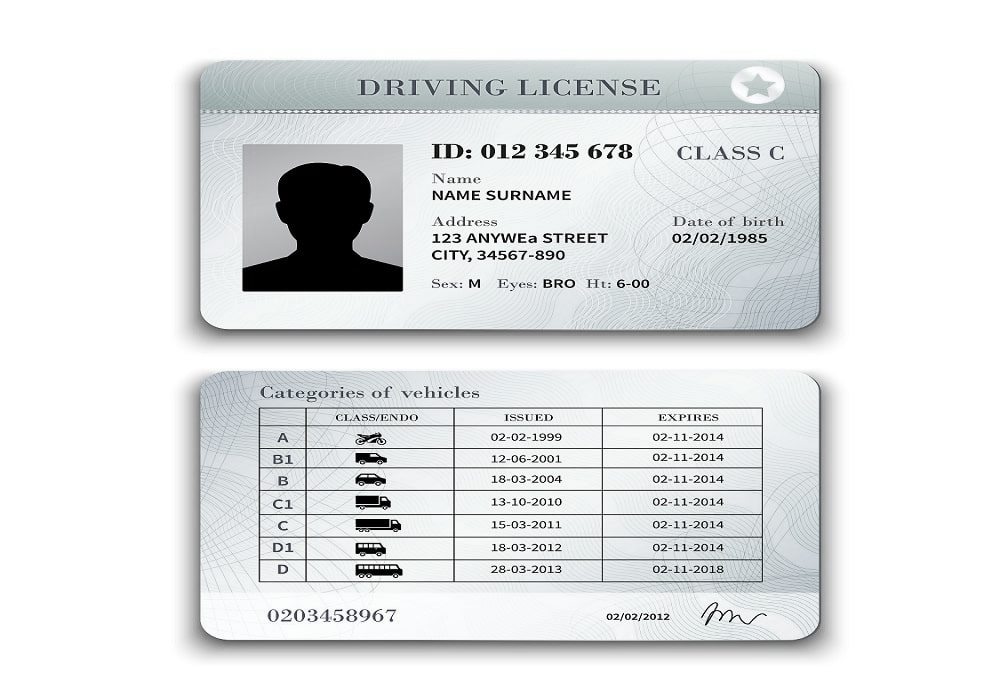 DRIVING LICENSE
ID: 012 345 678 CLASS C
Name
NAME SURNAME
Address Date of birth
123 ANYWEa STREET 02/02/1985
CITY, 34567-890
Sex: M Eyes: BRO Ht: 6-00
Categories of vehicles
CLASS/ENDO ISSUED EXPIRES
A 02-02-1999 02-11-2014
B1 12-06-2001 02-11-2014
B 18-03-2004 02-11-2014
C1 13-10-2010 02-11-2014
C 15-03-2011 02-11-2014
D1 18-03-2012 02-11-2014
D 28-03-2013 02-11-2018
0203458967 02/02/2012